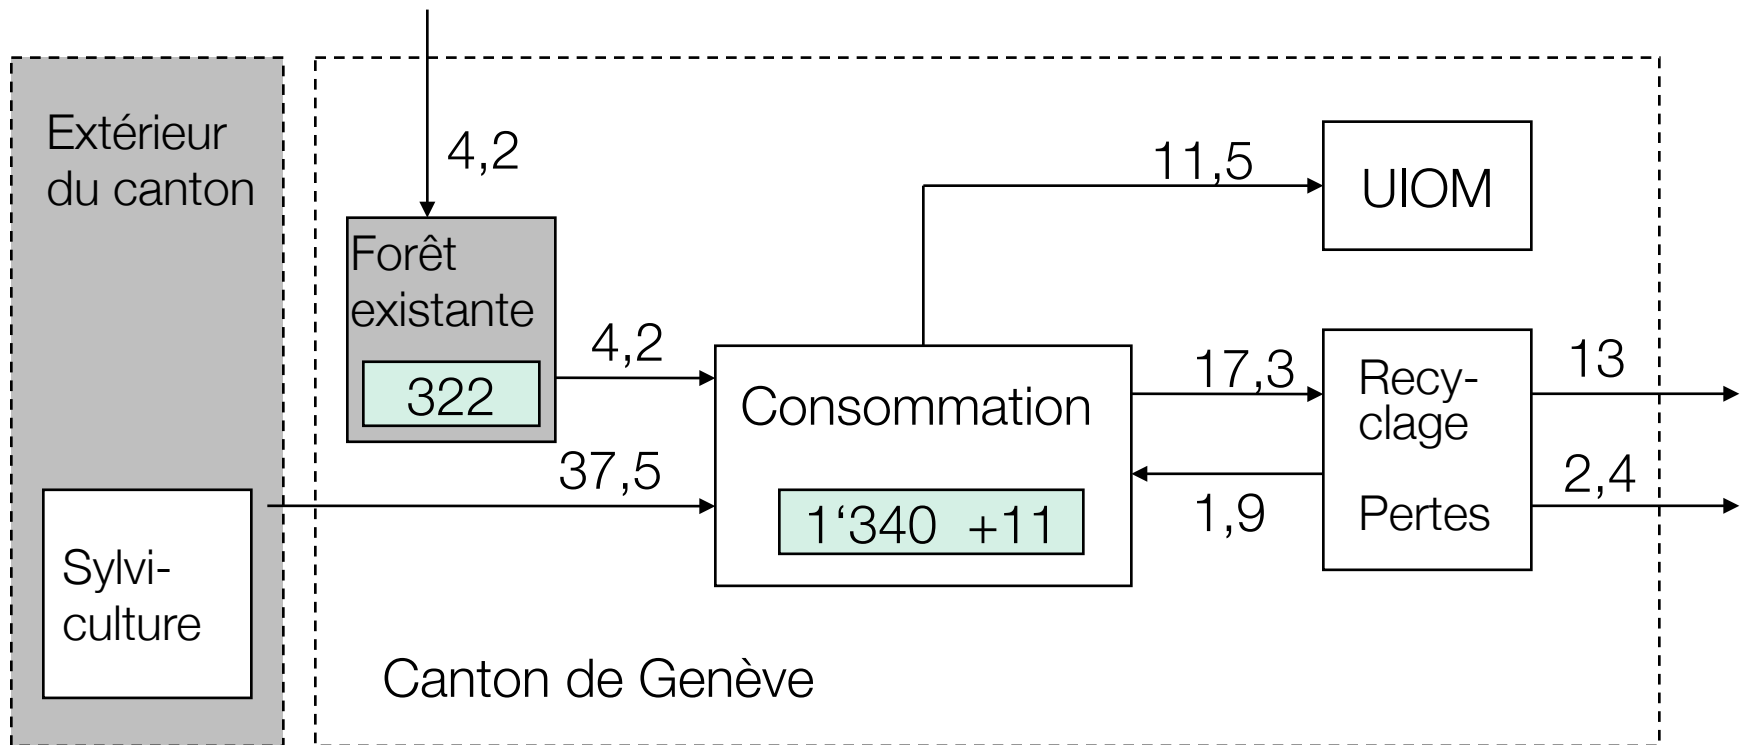 Extérieur
du canton
4,2
Forêt
existante
322
4,2
37,5
Sylvi-
culture
Consommation
1‘340 +11
11,5
UIOM
17,3
1,9
Recy-
clage
Pertes
13
2,4
Canton de Genève